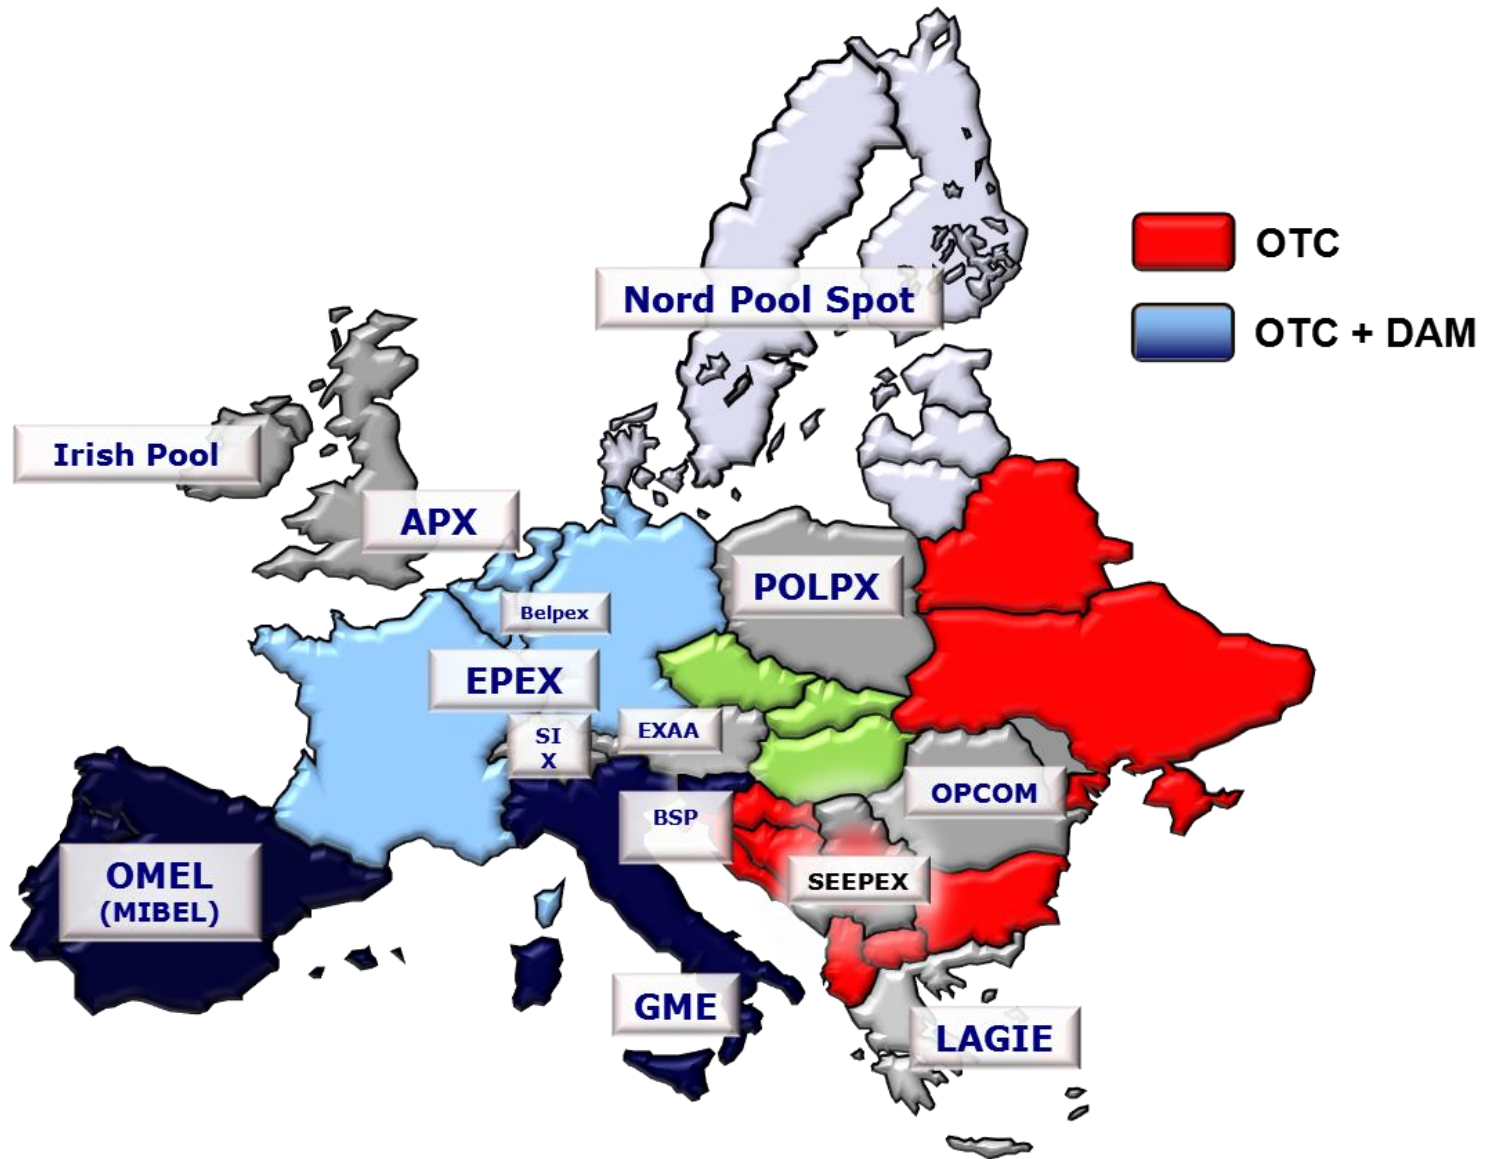 OTC
Nord Pool Spot
OTC + DAM
Irish Pool
APX
POLPX
Belpex
EPEX
SI
X
EXAA
OPCOM
BSP
OMEL
(MIBEL)
SEEPEX
GME
LAGIE